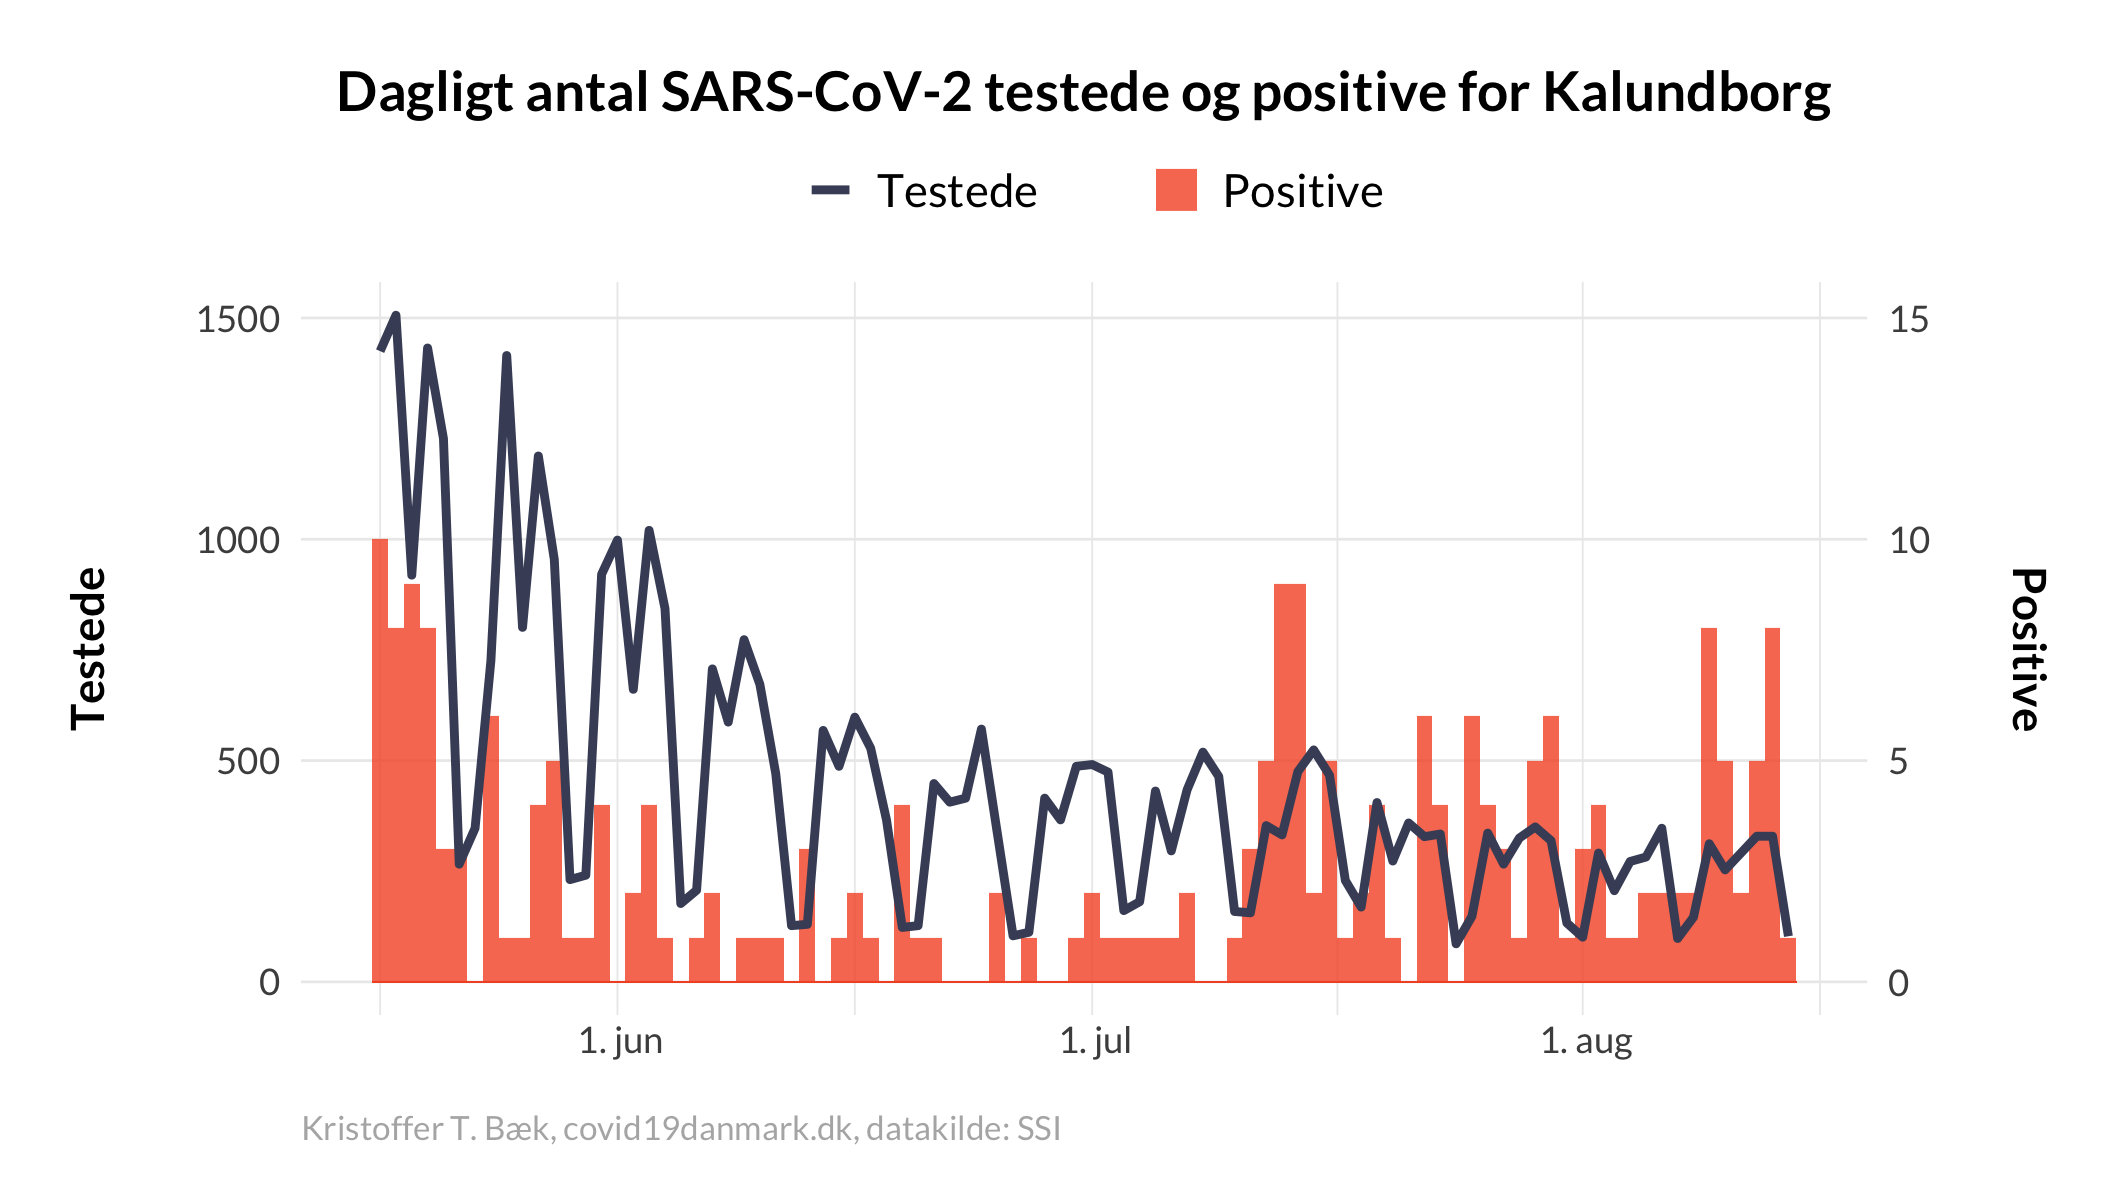 Dagligt antal SARS-CoV-2 testede og positive for Kalundborg
Testede Positive
1500 15
1000 10
500 5
0 0
Testede
Positive
1. jun 1. jul 1. aug
Kristoffer T. Bæk, covid19danmark.dk, datakilde: SSI